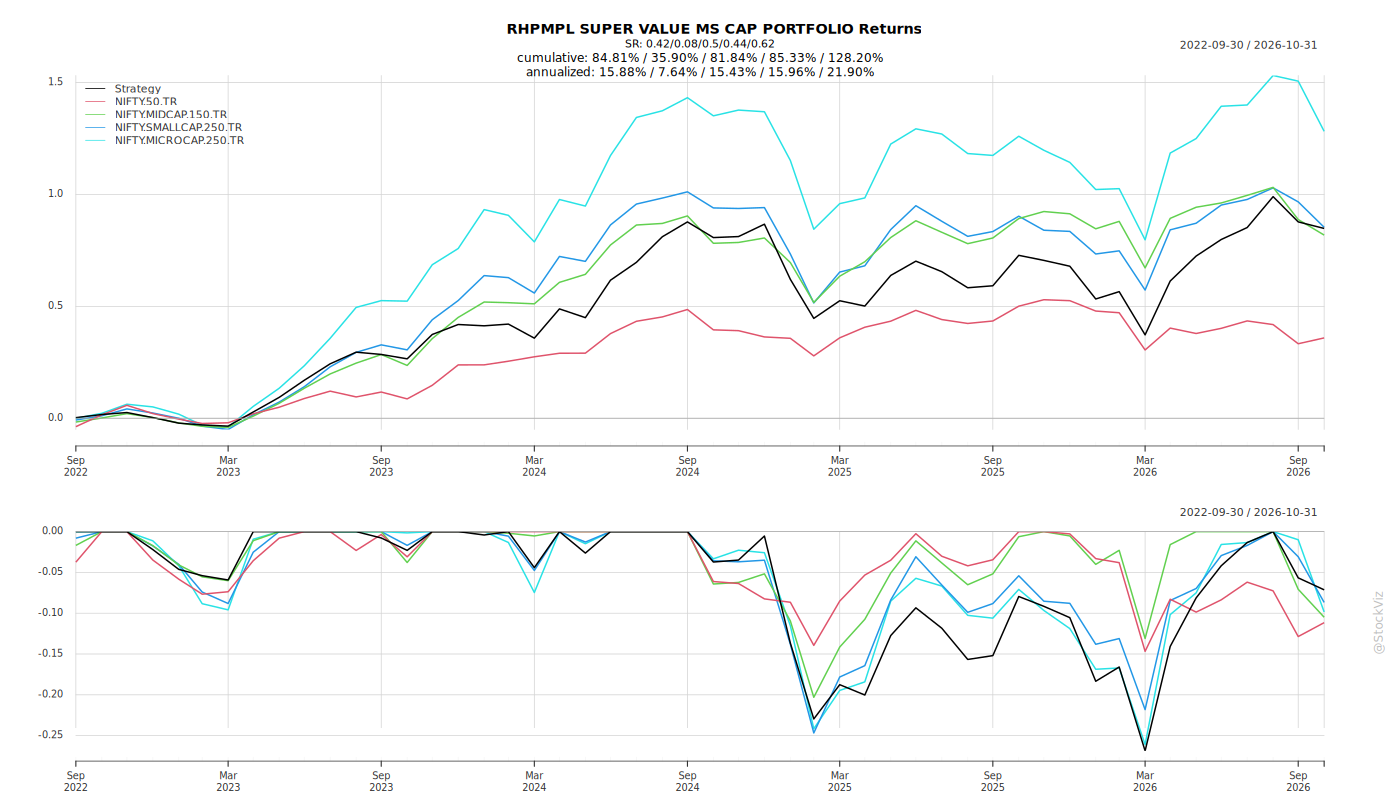 RHPMPL SUPER VALUE MS CAP PORTFOLIO Returns
SR: 0.42/0.08/0.5/0.44/0.62
cumulative: 84.81% / 35.90% / 81.84% / 85.33% / 128.20%
annualized: 15.88% / 7.64% / 15.43% / 15.96% / 21.90%
2022-09-30 / 2026-10-31
Strategy
NIFTY.50.TR
NIFTY.MIDCAP.150.TR
NIFTY.SMALLCAP.250.TR
NIFTY.MICROCAP.250.TR
1.5
1.0
0.5
0.0
Sep 2022
Mar 2023
Sep 2023
Mar 2024
Sep 2024
Mar 2025
Sep 2025
Mar 2026
Sep 2026
2022-09-30 / 2026-10-31
0.00
-0.05
-0.10
-0.15
-0.20
-0.25
Sep 2022
Mar 2023
Sep 2023
Mar 2024
Sep 2024
Mar 2025
Sep 2025
Mar 2026
Sep 2026
@StockViz